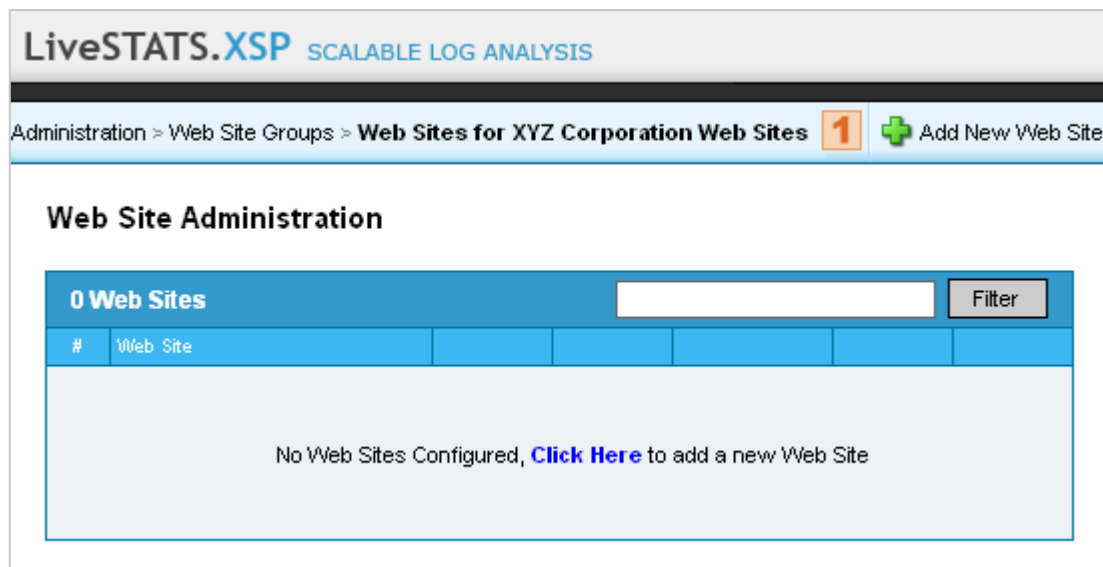 LiveSTATS.XSP SCALABLE LOG ANALYSIS
Administration > Web Site Groups > Web Sites for XYZ Corporation Web Sites 1 Add New Web Site
Web Site Administration
0 Web Sites Filter
# Web Site
No Web Sites Configured, Click Here to add a new Web Site